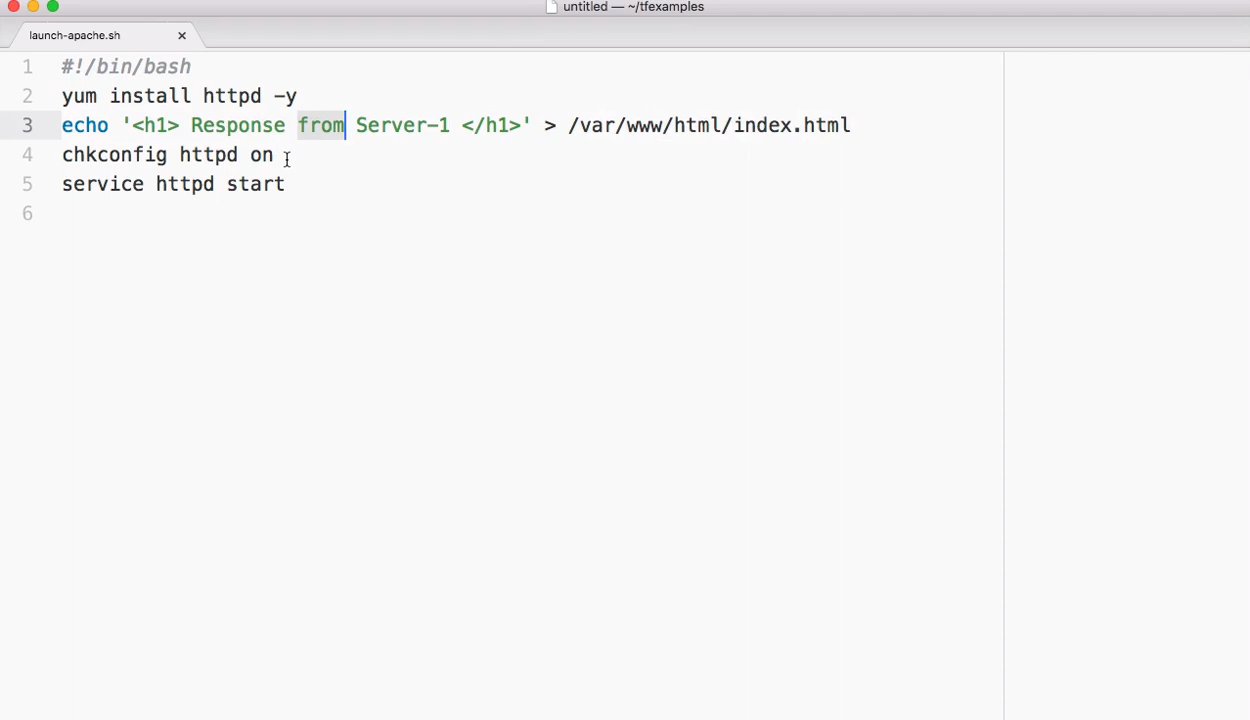 untitled — ~/tfexamples
launch-apache.sh ×
1 #!/bin/bash
2 yum install httpd -y
3 echo '<h1> Response from Server-1 </h1>' > /var/www/html/index.html
4 chkconfig httpd on
5 service httpd start
6